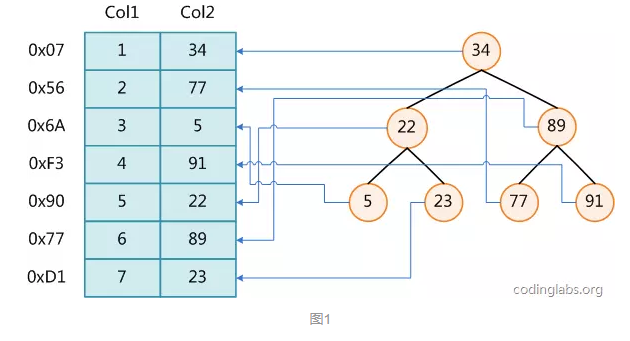 Col1 Col2
0x07 1 34 34
0x56 2 77
0x6A 3 5 22 89
0xF3 4 91
0x90 5 22 5 23 77 91
0x77 6 89
0xD1 7 23
codinglabs.org
图1